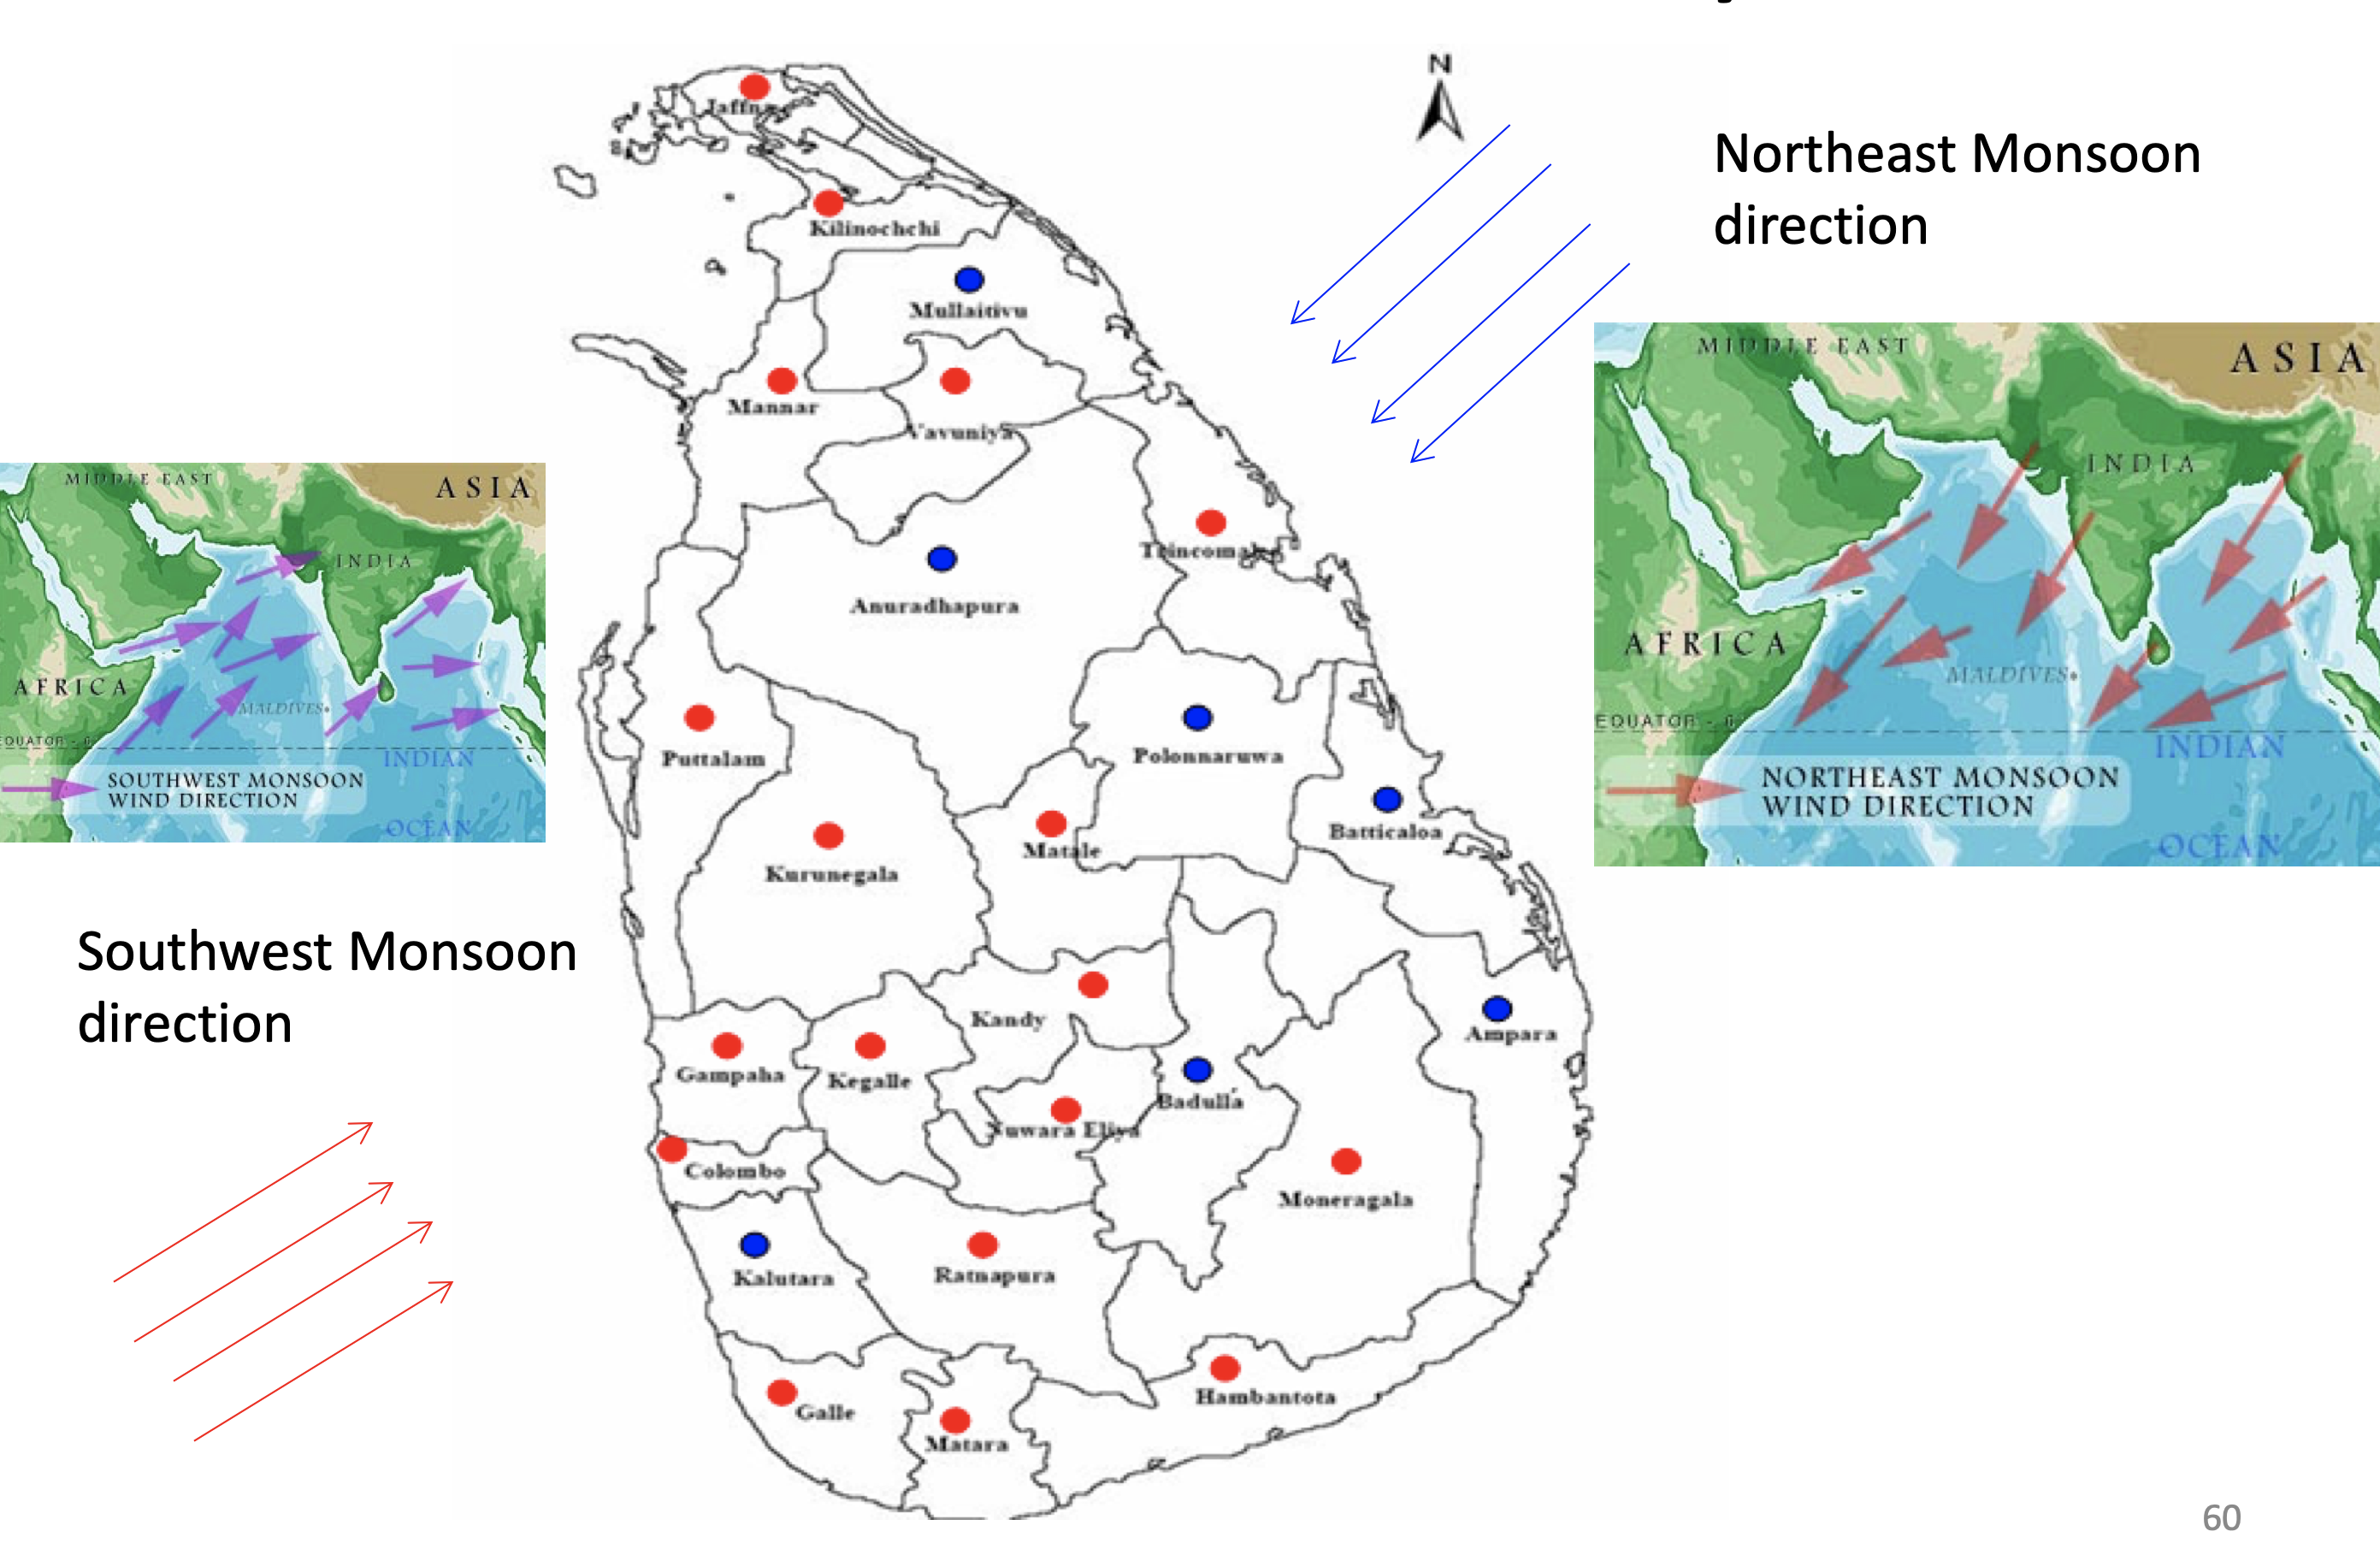 N
Northeast Monsoon
direction
Jaffna
Kilinochchi
Mullaitivu
Mannar
Vavuniya
Anuradhapura
Puttalam
Polonnaruwa
Batticaloa
Matale
Kurunegala
Kandy
Ampara
Gampaha
Kegalle
Badulla
Nuwara Eliya
Colombo
Moneragala
Kalutara
Ratnapura
Hambantota
Galle
Matara
MIDDLE EAST
ASIA
INDIA
AFRICA
MALDIVES
EQUATOR - 0
INDIAN
SOUTHWEST MONSOON
WIND DIRECTION
OCEAN
Southwest Monsoon
direction
MIDDLE EAST
ASIA
INDIA
AFRICA
MALDIVES
EQUATOR - 0
INDIAN
NORTHEAST MONSOON
WIND DIRECTION
OCEAN
60